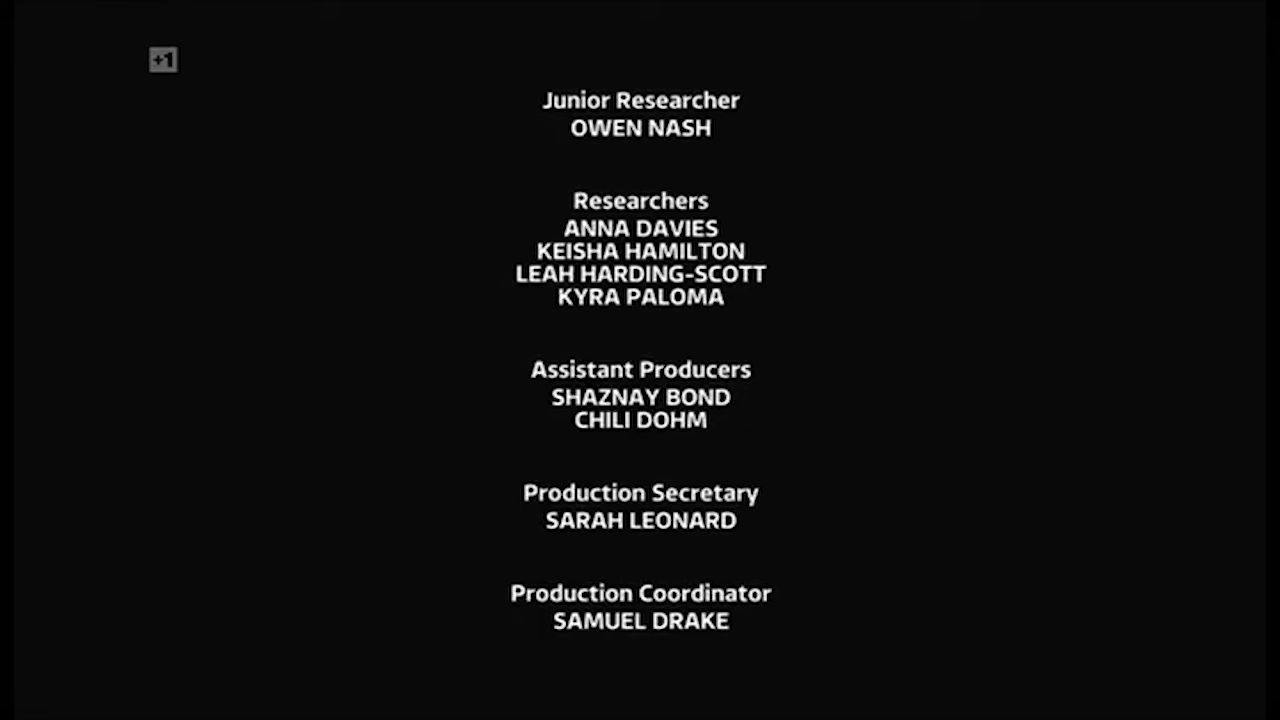 +1
Junior Researcher
OWEN NASH
Researchers
ANNA DAVIES
KEISHA HAMILTON
LEAH HARDING-SCOTT
KYRA PALOMA
Assistant Producers
SHAZNAY BOND
CHILI DOHM
Production Secretary
SARAH LEONARD
Production Coordinator
SAMUEL DRAKE